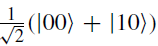 1/√2 (|00⟩ + |10⟩)